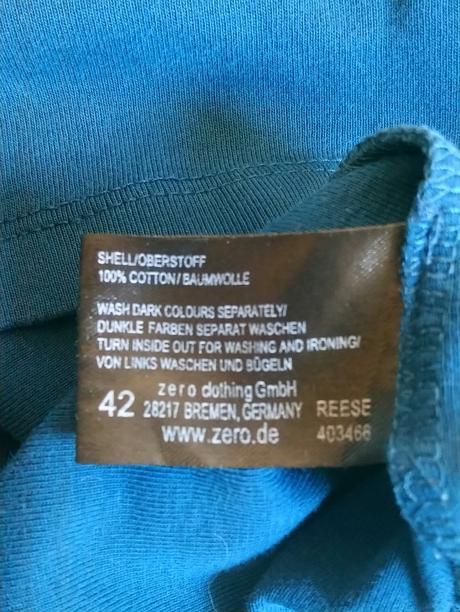 SHELL/OBERSTOFF
100% COTTON/BAUMWOLLE
WASH DARK COLOURS SEPARATELY/
DUNKLE FARBEN SEPARAT WASCHEN
TURN INSIDE OUT FOR WASHING AND IRONING/
VON LINKS WASCHEN UND BÜGELN
zero clothing GmbH
42 28217 BREMEN, GERMANY REESE
www.zero.de 403466